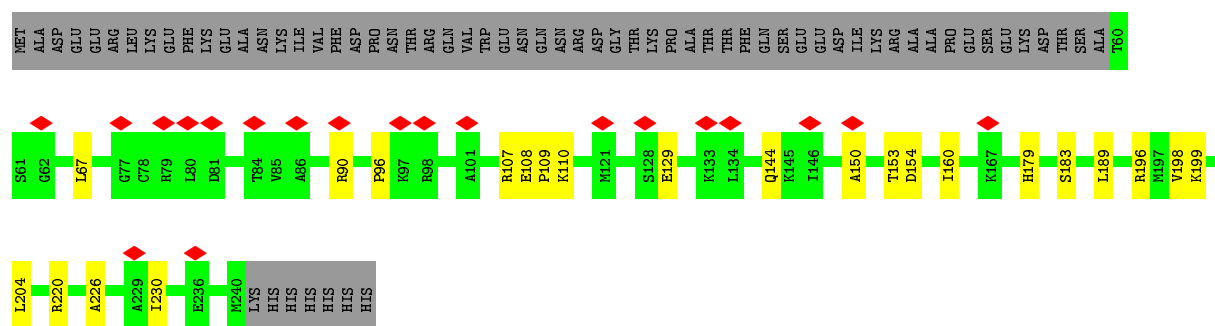 MET ALA ASP GLU GLU ARG LEU LYS GLU PHE LYS GLU ALA ASN LYS ILE VAL PHE ASP PRO ASN THR ARG GLN VAL TRP GLU ASN GLN ASN ARG ASP GLY THR LYS PRO ALA THR THR PHE GLN SER GLU GLU ASP ILE LYS ARG ALA ALA PRO GLU SER GLU LYS ASP THR SER ALA T60
S61 G62 L67 G77 C78 R79 L80 D81 T84 V85 A86 R90 P96 K97 R98 A101 R107 E108 P109 K110 M121 S128 E129 K133 L134 Q144 K145 I146 A150 T153 D154 I160 K167 H179 S183 L189 R196 M197 V198 K199
L204 R220 A226 A229 I230 E236 M240 LYS HIS HIS HIS HIS HIS HIS